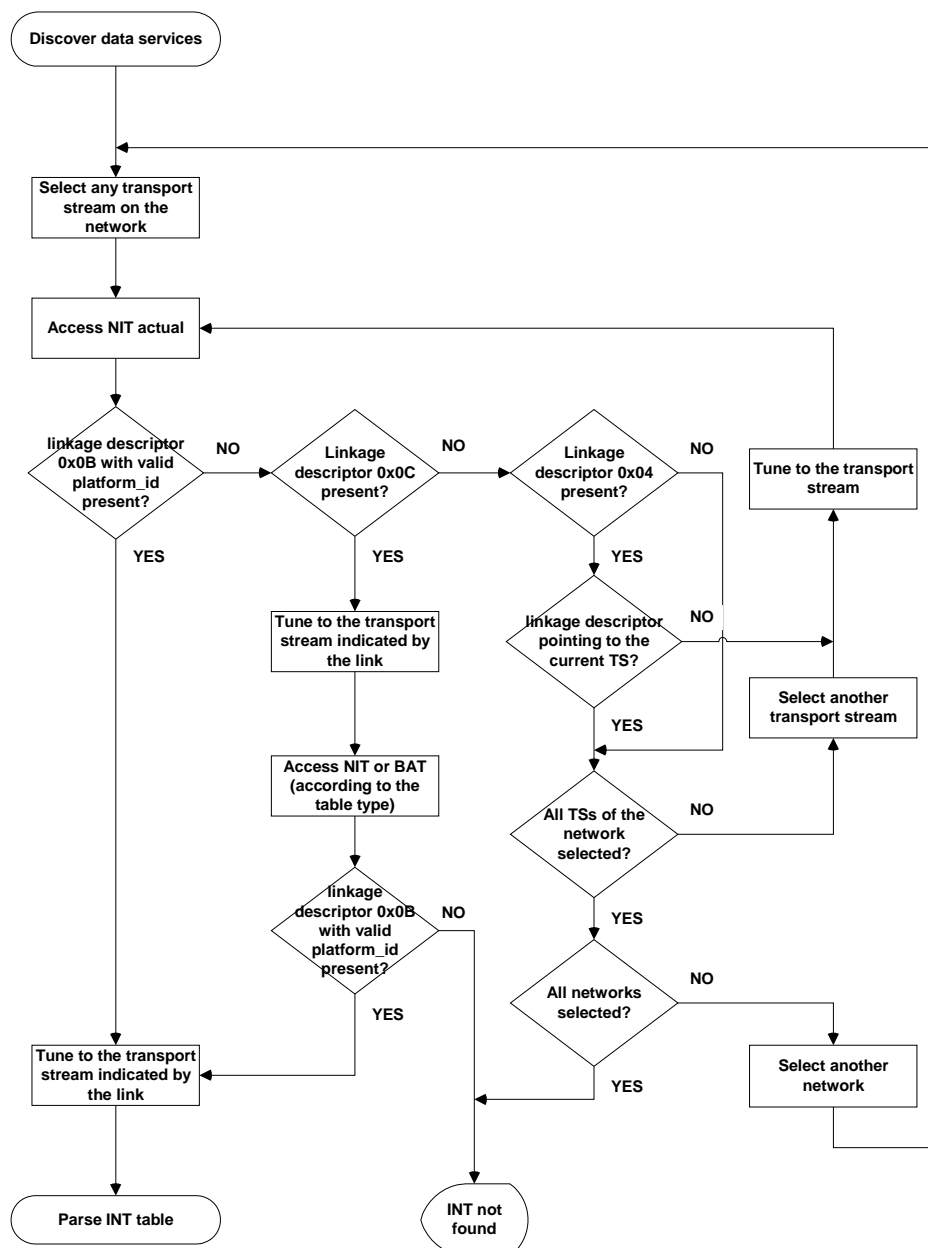 Discover data services
Select any transport
stream on the
network
Access NIT actual
linkage descriptor
0x0B with valid
platform_id
present?
NO
Linkage
descriptor 0x0C
present?
NO
Linkage
descriptor 0x04
present?
NO
Tune to the transport
stream
YES
YES
YES
Tune to the transport
stream indicated by
the link
linkage descriptor
pointing to the
current TS?
NO
Select another
transport stream
YES
Access NIT or BAT
(according to the
table type)
All TSs of the
network
selected?
NO
linkage
descriptor 0x0B
with valid
platform_id
present?
NO
YES
YES
All networks
selected?
NO
Tune to the transport
stream indicated by
the link
YES
Select another
network
Parse INT table
INT not
found